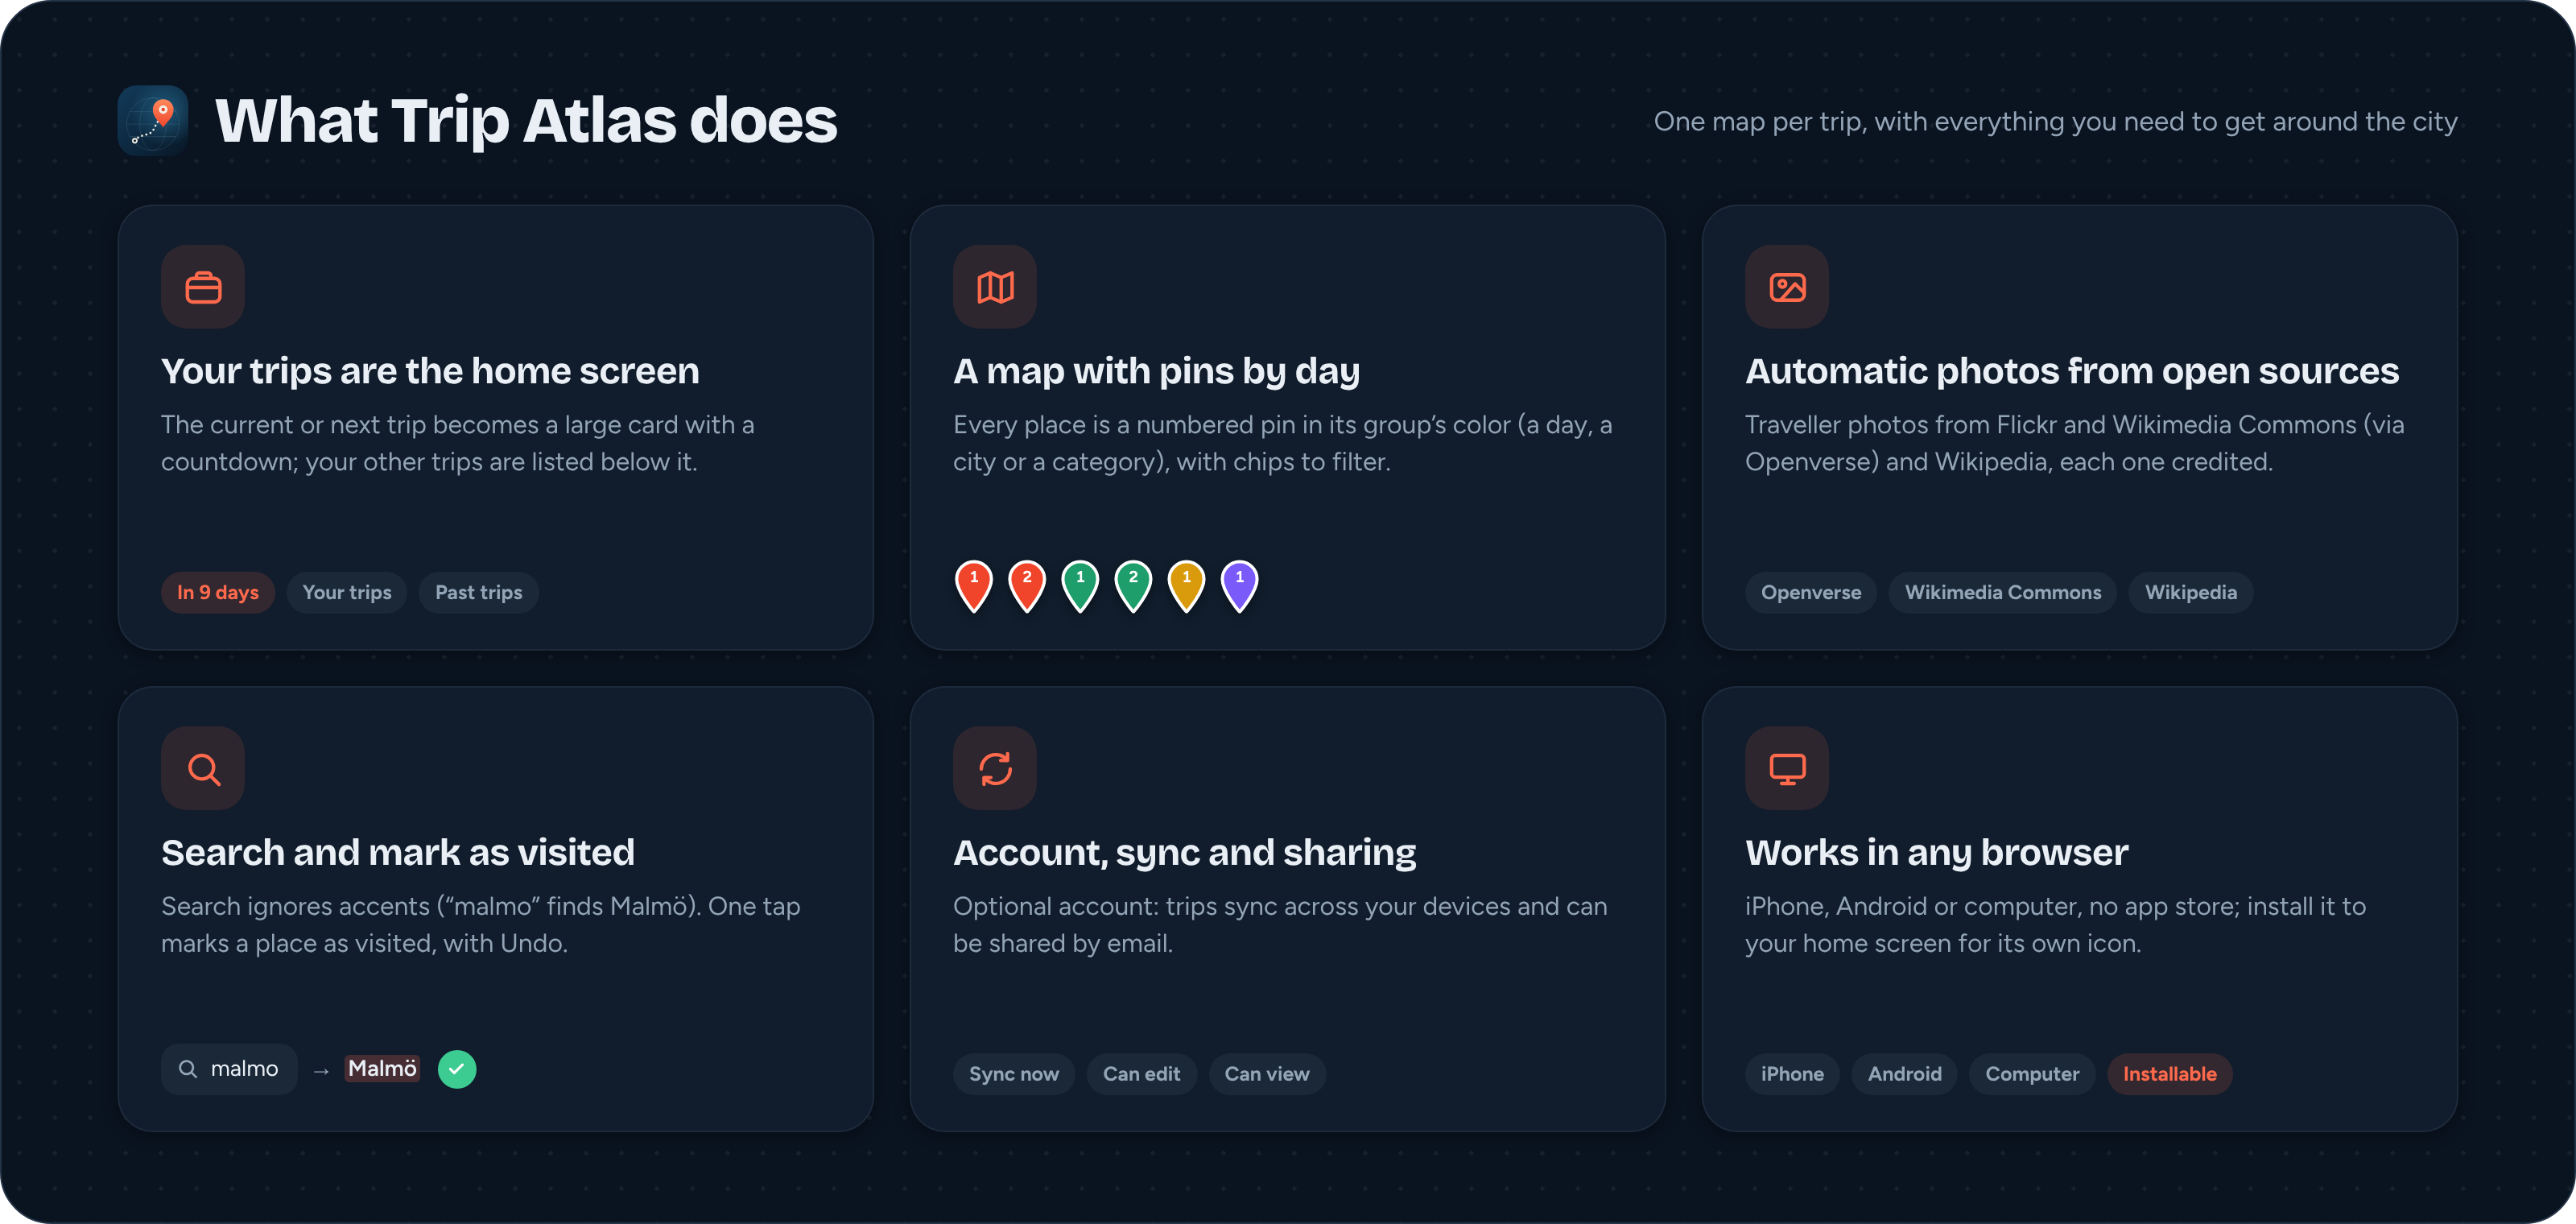 What Trip Atlas does
One map per trip, with everything you need to get around the city
Your trips are the home screen
The current or next trip becomes a large card with a
countdown; your other trips are listed below it.
In 9 days
Your trips
Past trips
A map with pins by day
Every place is a numbered pin in its group’s color (a day, a
city or a category), with chips to filter.
1 2 1 2 1 1
Automatic photos from open sources
Traveller photos from Flickr and Wikimedia Commons (via
Openverse) and Wikipedia, each one credited.
Openverse
Wikimedia Commons
Wikipedia
Search and mark as visited
Search ignores accents (“malmo” finds Malmö). One tap
marks a place as visited, with Undo.
malmo → Malmö
Account, sync and sharing
Optional account: trips sync across your devices and can
be shared by email.
Sync now
Can edit
Can view
Works in any browser
iPhone, Android or computer, no app store; install it to
your home screen for its own icon.
iPhone
Android
Computer
Installable